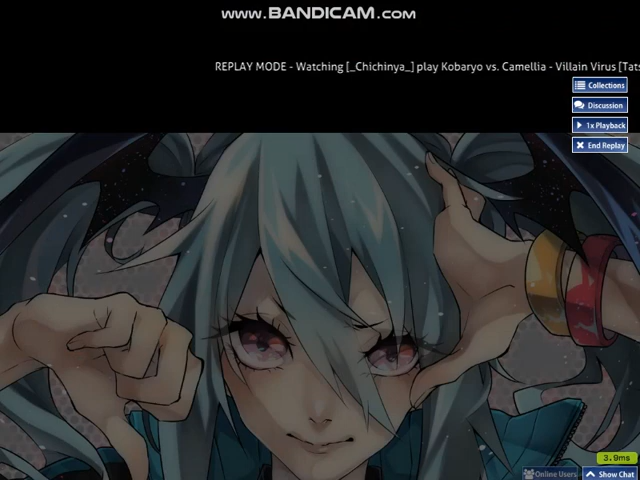 www.BANDICAM.com
REPLAY MODE - Watching [_Chichinya_] play Kobaryo vs. Camellia - Villain Virus [Tats
Collections
Discussion
1x Playback
End Replay
3.9ms
Online Users
Show Chat